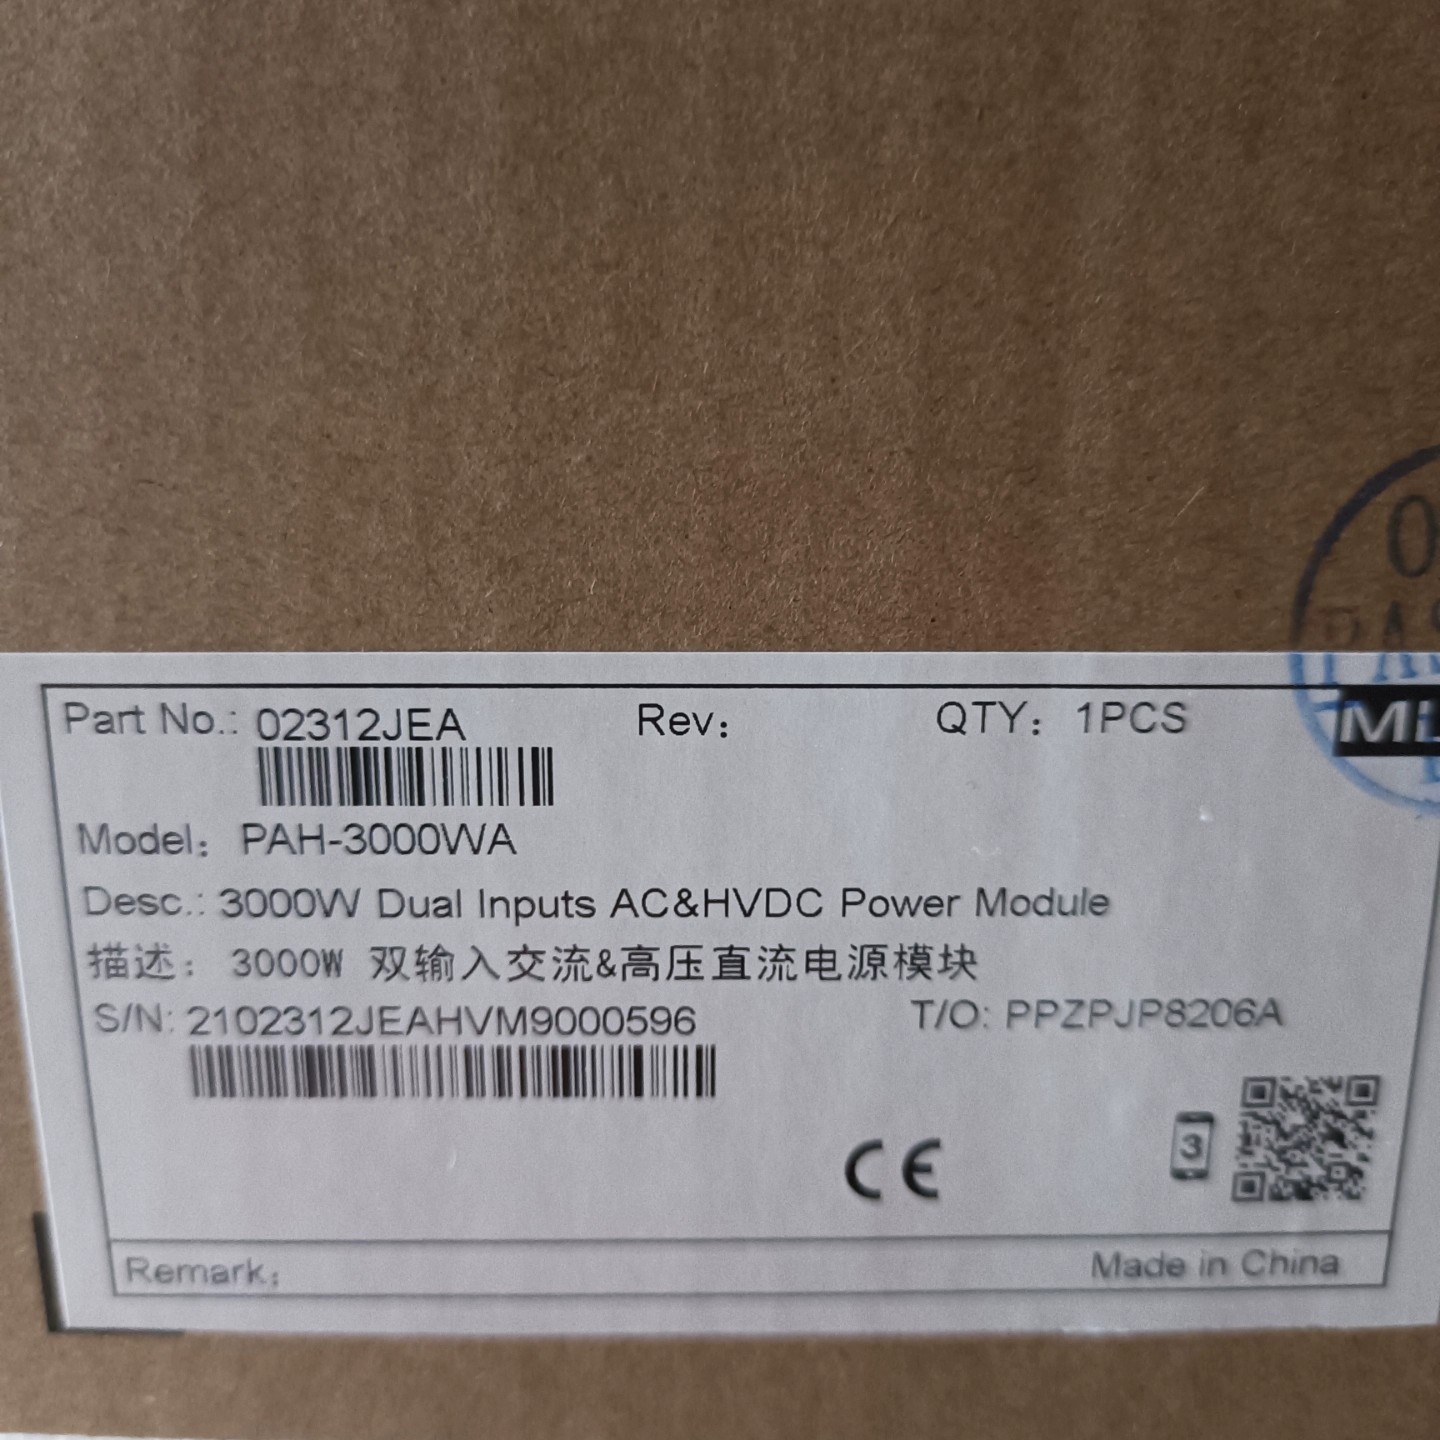 Part No.: 02312JEA Rev: QTY: 1PCS
Model: PAH-3000WA
Desc.: 3000W Dual Inputs AC&HVDC Power Module
描述: 3000W 双输入交流&高压直流电源模块
S/N: 2102312JEAHVM9000596 T/O: PPZPJP8206A
CE
3
Remark:
Made in China